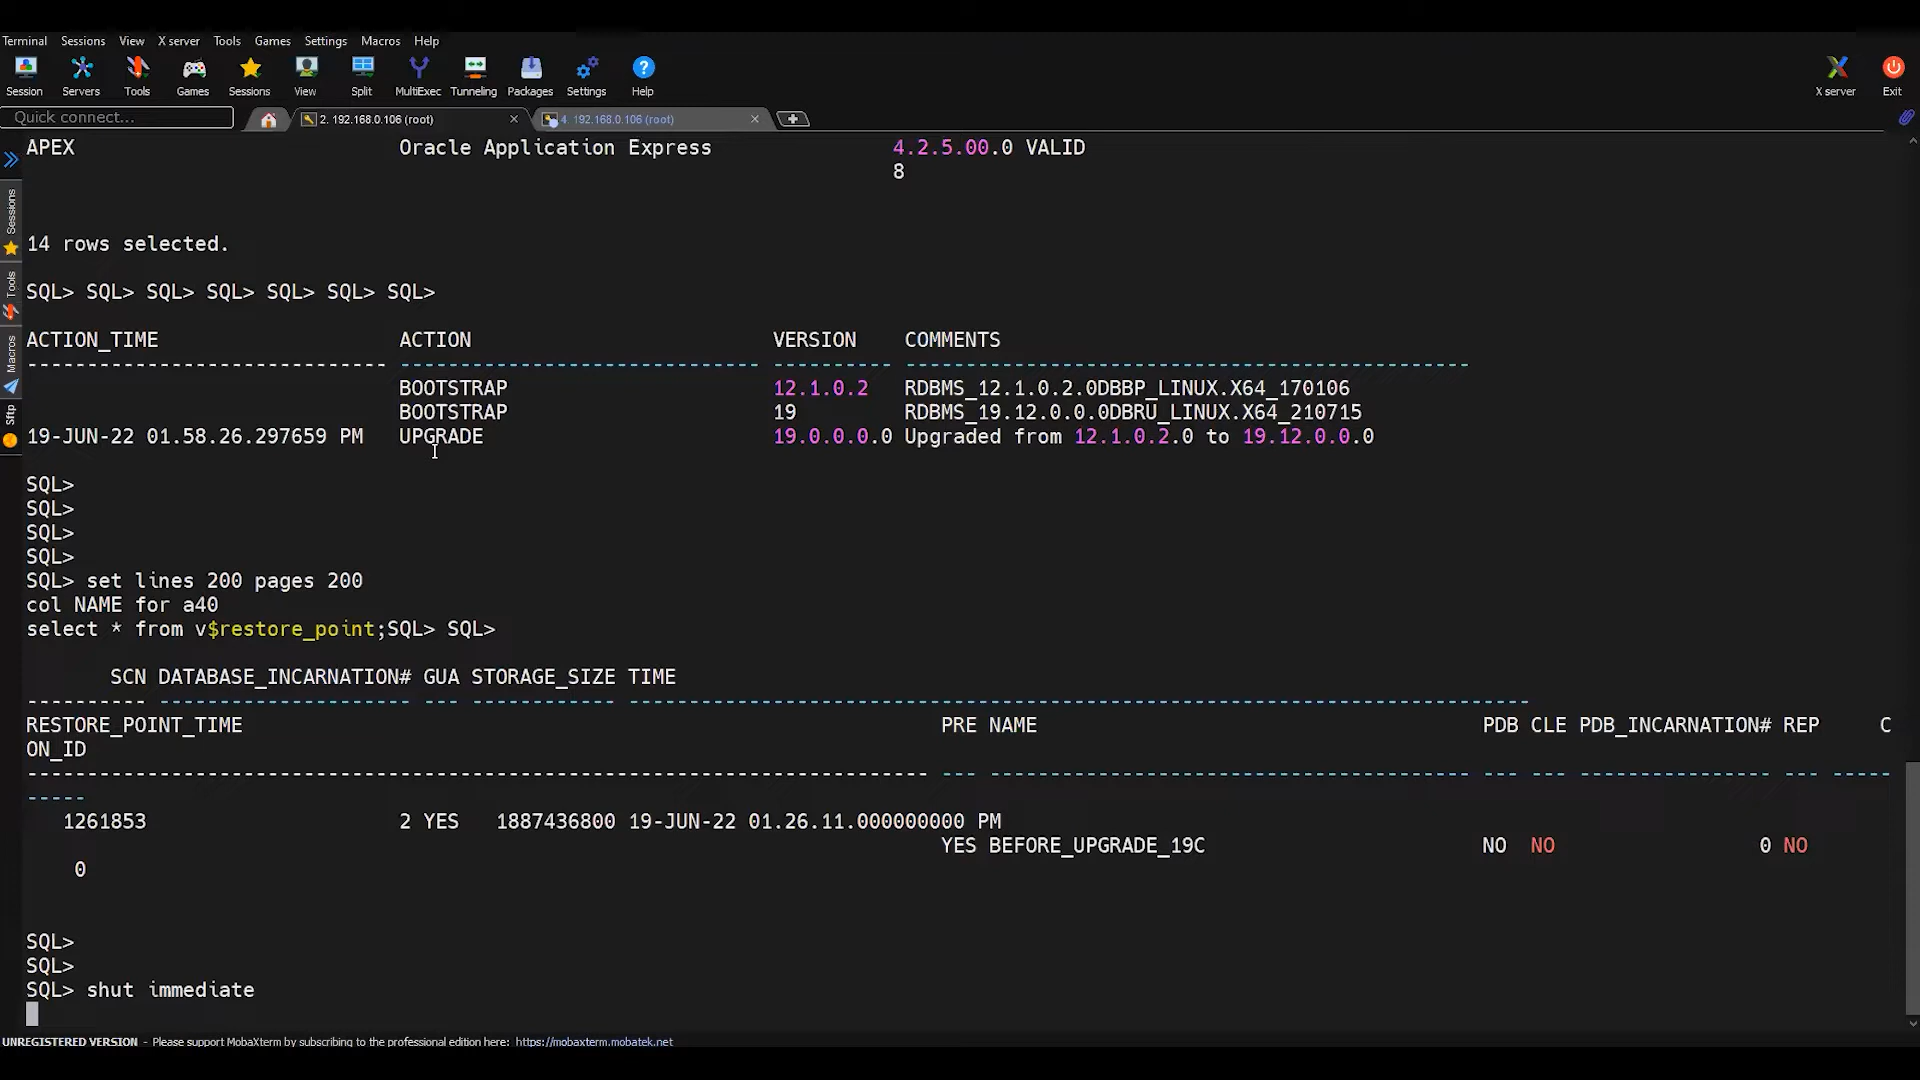 Terminal Sessions View X server Tools Games Settings Macros Help
Session Servers Tools Games Sessions View Split MultiExec Tunneling Packages Settings Help X server Exit
Quick connect... 2. 192.168.0.106 (root) 4. 192.168.0.106 (root)
Sessions
Tools
Macros
Sftp
APEX Oracle Application Express 4.2.5.00.0 VALID
8
14 rows selected.
SQL> SQL> SQL> SQL> SQL> SQL> SQL>
ACTION_TIME ACTION VERSION COMMENTS
------------------------------ ------------------------------ ---------- -----------------------------------------------
BOOTSTRAP 12.1.0.2 RDBMS_12.1.0.2.0DBBP_LINUX.X64_170106
BOOTSTRAP 19 RDBMS_19.12.0.0.0DBRU_LINUX.X64_210715
19-JUN-22 01.58.26.297659 PM UPGRADE 19.0.0.0.0 Upgraded from 12.1.0.2.0 to 19.12.0.0.0
SQL>
SQL>
SQL>
SQL>
SQL> set lines 200 pages 200
col NAME for a40
select * from v$restore_point;SQL> SQL>
SCN DATABASE_INCARNATION# GUA STORAGE_SIZE TIME
---------- --------------------- --- ------------ ---------------------------------------------------------------------------
RESTORE_POINT_TIME PRE NAME PDB CLE PDB_INCARNATION# REP C
ON_ID
--------------------------------------------------------------------------- --- ---------------------------------------- --- --- ---------------- --- -----
-----
1261853 2 YES 1887436800 19-JUN-22 01.26.11.000000000 PM
YES BEFORE_UPGRADE_19C NO NO 0 NO
0
SQL>
SQL>
SQL> shut immediate
UNREGISTERED VERSION - Please support MobaXterm by subscribing to the professional edition here: https://mobaxterm.mobatek.net